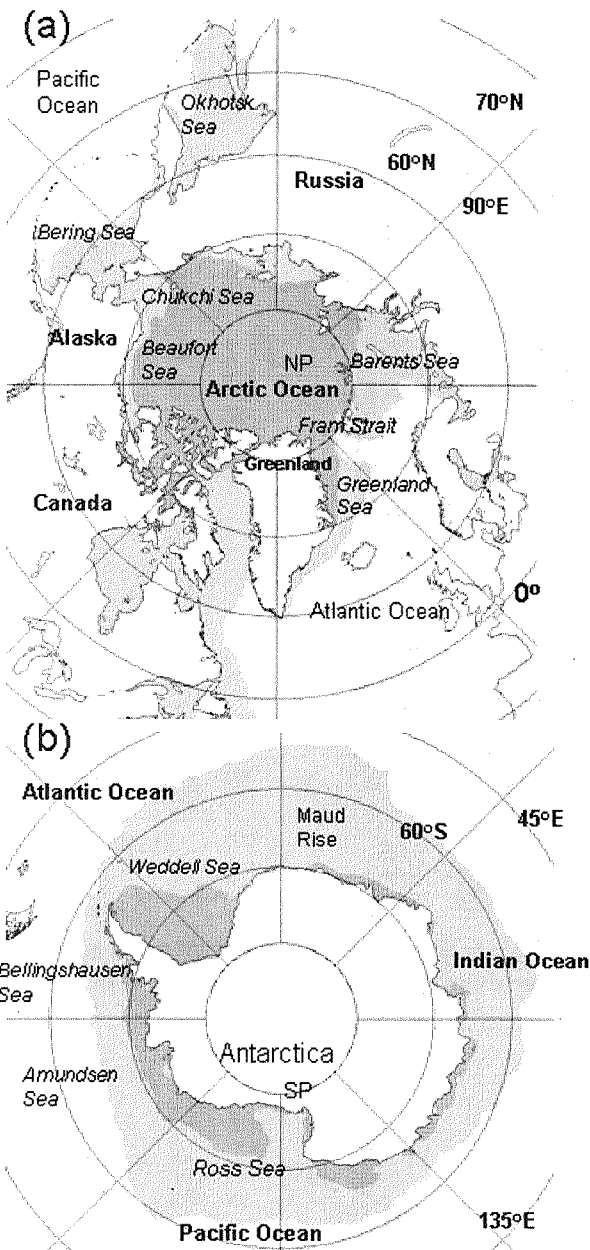 (a)
Pacific
Ocean
Okhotsk
Sea
70°N
60°N
Russia
90°E
Bering Sea
Chukchi Sea
Alaska
Beaufort
Sea
NP
Barents Sea
Arctic Ocean
Fram Strait
Greenland
Greenland
Sea
Canada
0°
Atlantic Ocean
(b)
Atlantic Ocean
Maud
Rise
60°S
45°E
Weddell Sea
Bellingshausen
Sea
Indian Ocean
Antarctica
Amundsen
Sea
SP
Ross Sea
Pacific Ocean
135°E